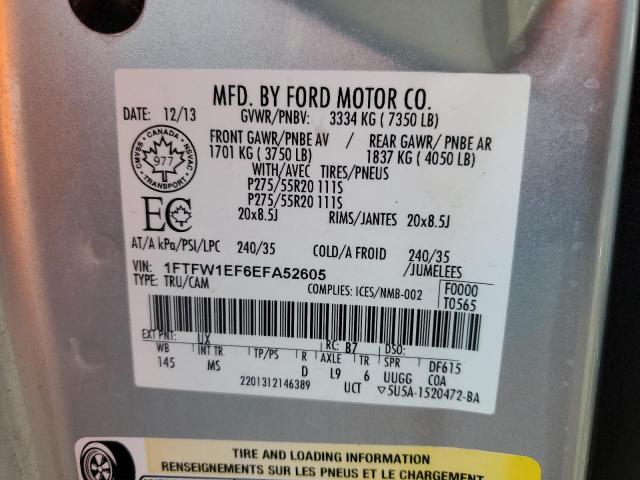 MFD. BY FORD MOTOR CO.
DATE: 12/13 GVWR/PNBV: 3334 KG ( 7350 LB)
FRONT GAWR/PNBE AV REAR GAWR/ PNBE AR
1701 KG ( 3750 LB) 1837 KG ( 4050 LB)
WITH/AVEC TIRES/PNEUS
P275/55R20 111S
P275/55R20 111S
20x8.5J RIMS/JANTES 20x8.5J
CMVSS · CANADA · NSVAC
977
TRANSPORT
EC
AT/A kPa/PSI/LPC 240/35 COLD/A FROID 240/35
/JUMELEES
VIN: 1FTFW1EF6EFA52605
TYPE: TRU/CAM COMPLIES: ICES/NMB-002
F0000
T0565
EXT PNT: UX RC: B7 DSO:
WB INT TR TP/PS R AXLE TR SPR DF615
145 MS D L9 6 UUGG COA
2201312146389 UCT ▽5U5A-1520472-BA
TIRE AND LOADING INFORMATION
RENSEIGNEMENTS SUR LES PNEUS ET LE CHARGEMENT